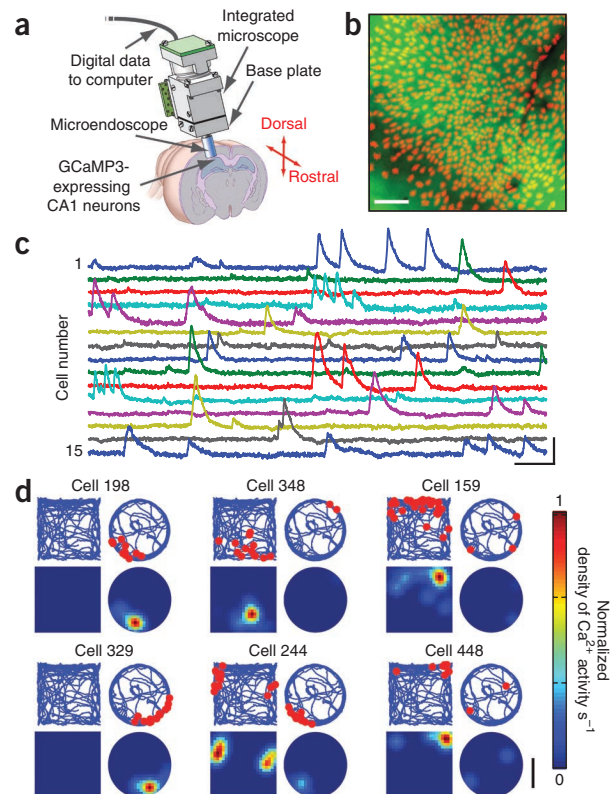 a
Integrated
microscope
Digital data
to computer
Base plate
Microendoscope
Dorsal
GCaMP3-
expressing
CA1 neurons
Rostral
b
c
1
Cell number
15
d
Cell 198
Cell 348
Cell 159
Cell 329
Cell 244
Cell 448
1
Normalized
density of Ca²⁺ activity s⁻¹
0